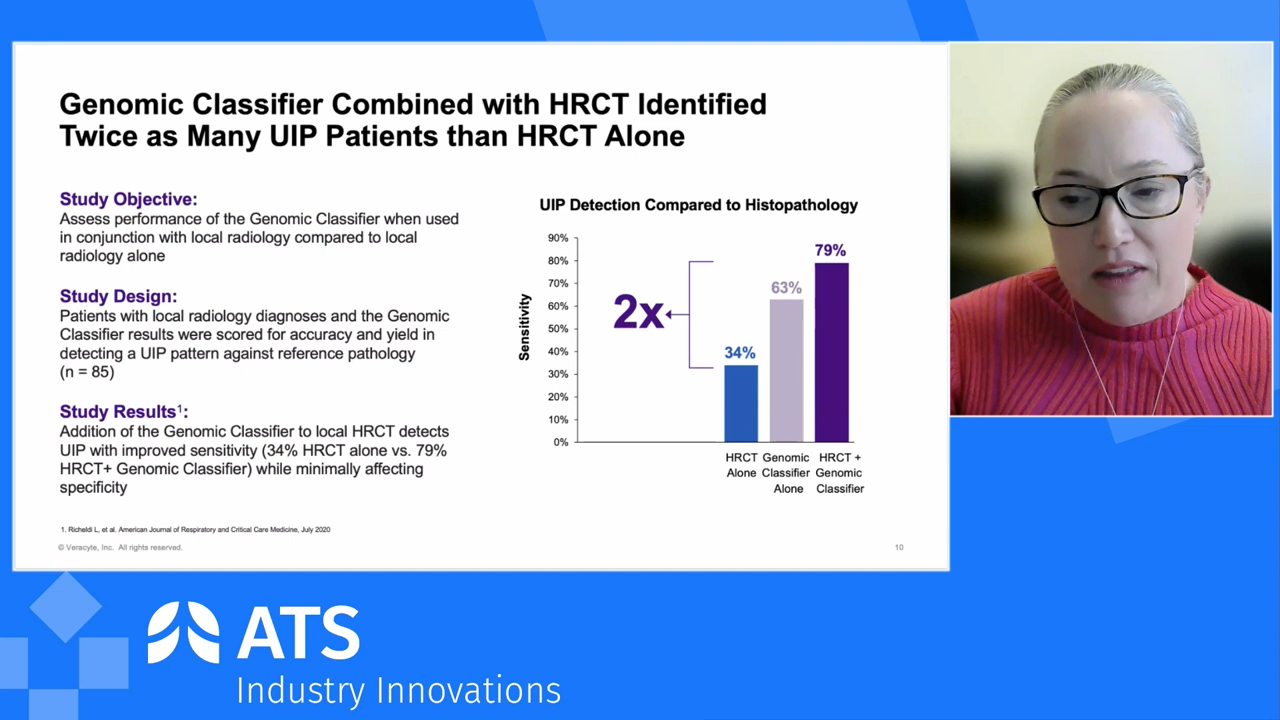 Genomic Classifier Combined with HRCT Identified
Twice as Many UIP Patients than HRCT Alone
Study Objective:
Assess performance of the Genomic Classifier when used
in conjunction with local radiology compared to local
radiology alone
Study Design:
Patients with local radiology diagnoses and the Genomic
Classifier results were scored for accuracy and yield in
detecting a UIP pattern against reference pathology
(n = 85)
Study Results1:
Addition of the Genomic Classifier to local HRCT detects
UIP with improved sensitivity (34% HRCT alone vs. 79%
HRCT+ Genomic Classifier) while minimally affecting
specificity
UIP Detection Compared to Histopathology
Sensitivity
90%
80%
70%
60%
50%
40%
30%
20%
10%
0%
2x
34%
63%
79%
HRCT
Alone
Genomic
Classifier
Alone
HRCT +
Genomic
Classifier
1. Richeldi L, et al. American Journal of Respiratory and Critical Care Medicine, July 2020
© Veracyte, Inc. All rights reserved.
10
ATS
Industry Innovations